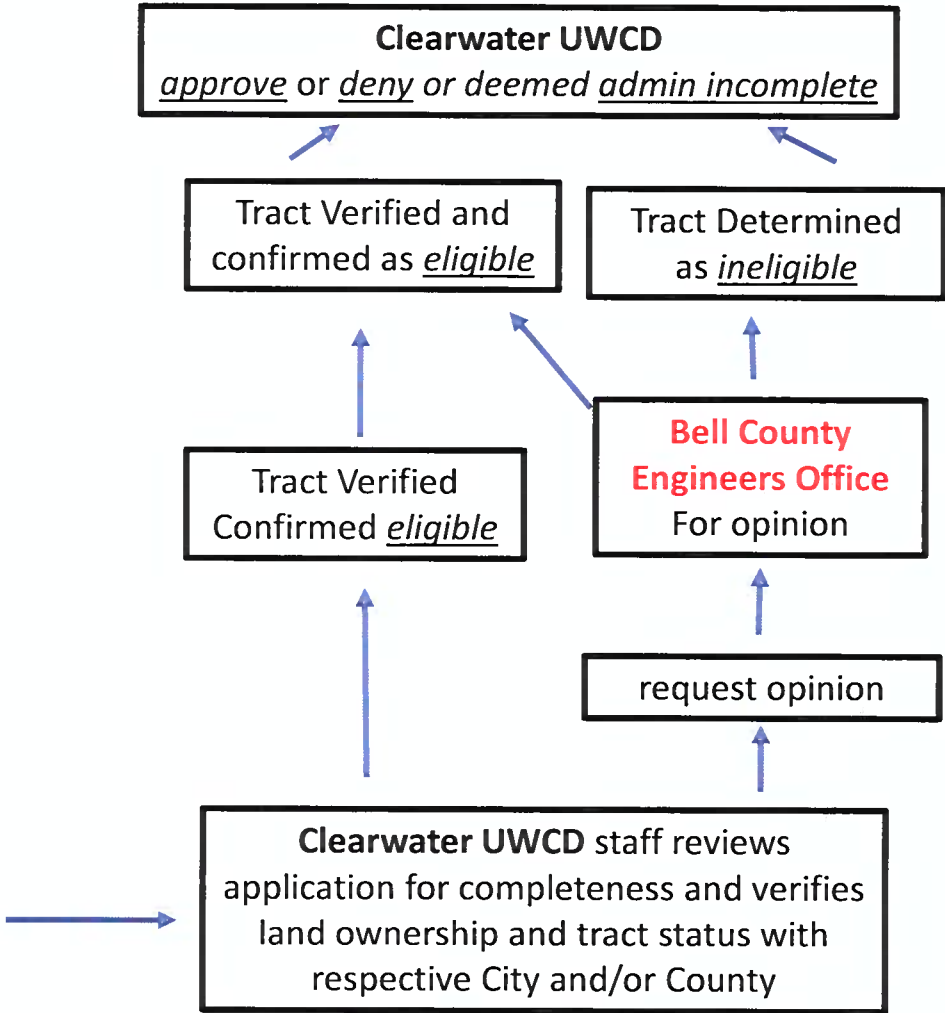 Clearwater UWCD
approve or deny or deemed admin incomplete
Tract Verified and
confirmed as eligible
Tract Determined
as ineligible
Tract Verified
Confirmed eligible
Bell County
Engineers Office
For opinion
request opinion
Clearwater UWCD staff reviews
application for completeness and verifies
land ownership and tract status with
respective City and/or County